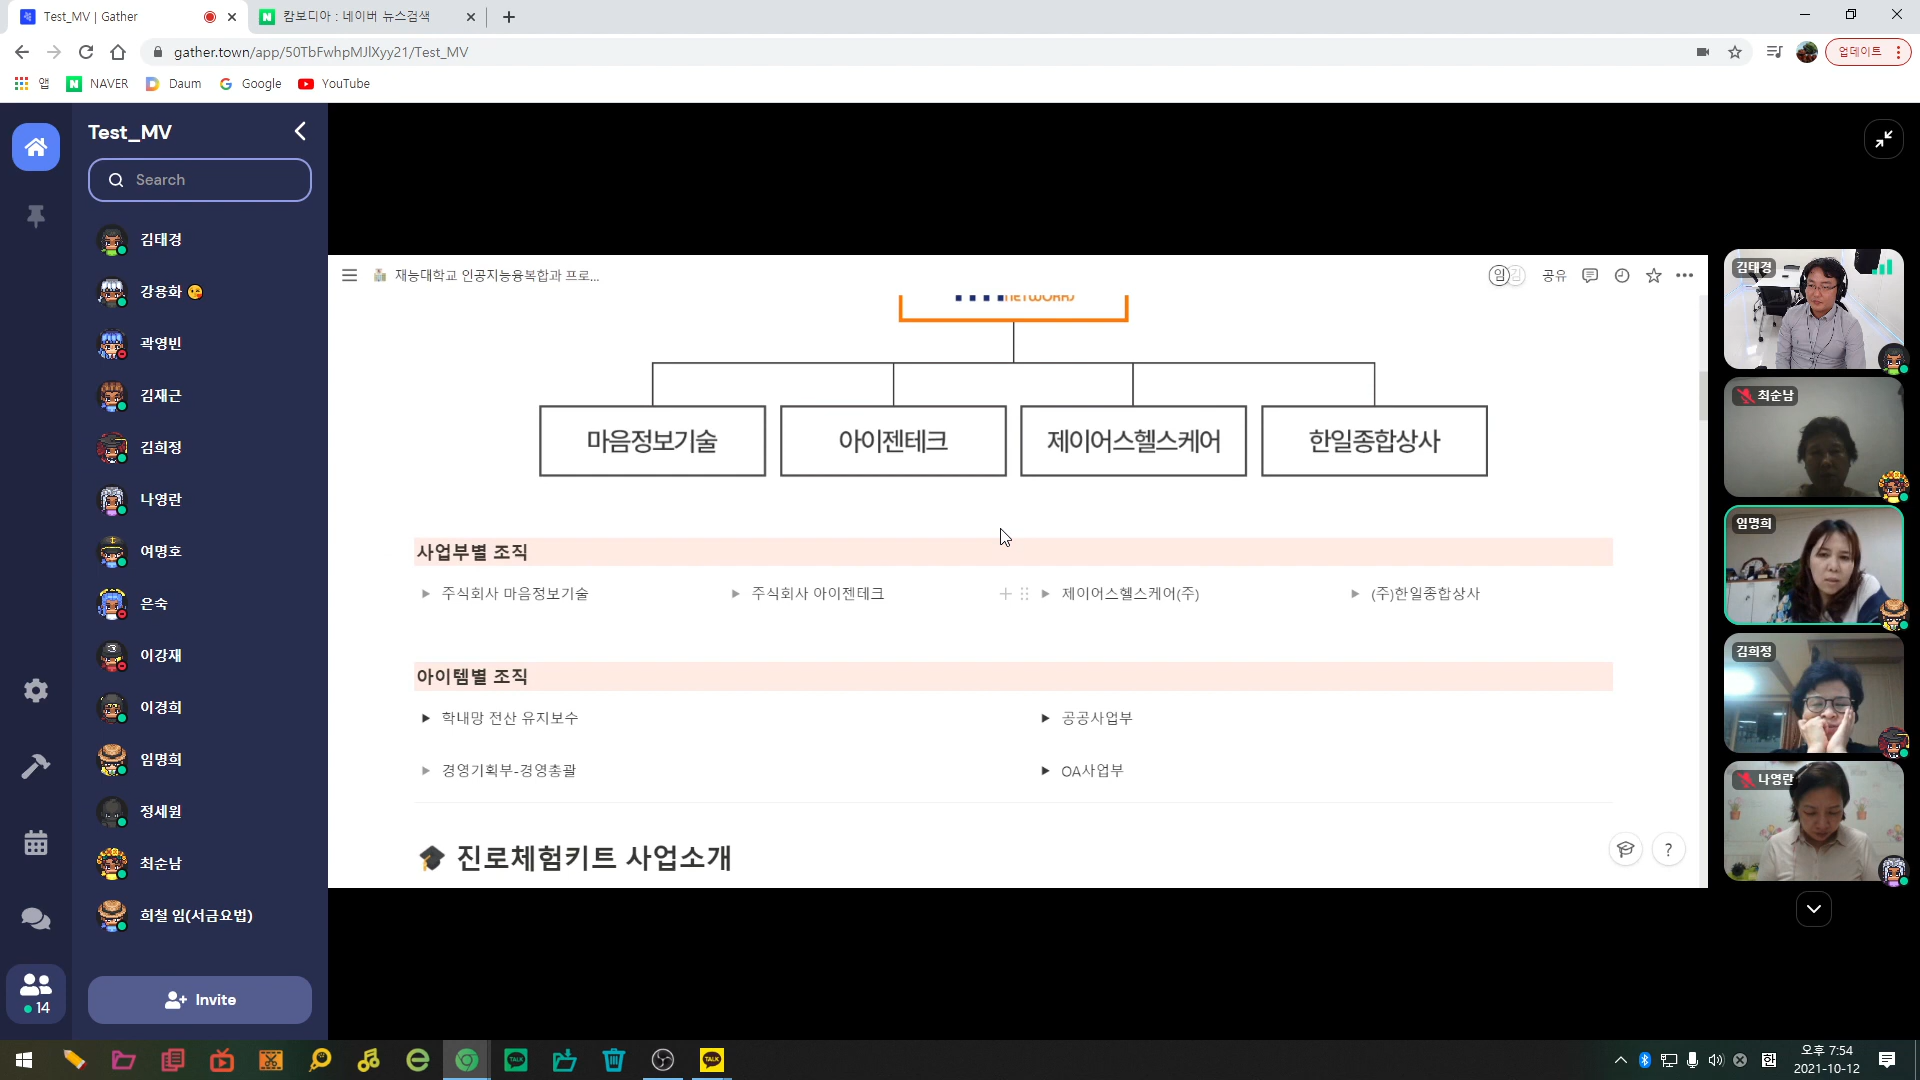 Test_MV | Gather
캄보디아 : 네이버 뉴스검색
gather.town/app/50TbFwhpMJlXyy21/Test_MV
업데이트
앱
NAVER
Daum
Google
YouTube
Test_MV
Search
김태경
강용화
곽영빈
김재근
김희정
나영란
여명호
은숙
이강재
이경희
임명희
정세원
최순남
희철 임(서금요법)
14
Invite
재능대학교 인공지능융복합과 프로...
임
김
공유
마음정보기술
아이젠테크
제이어스헬스케어
한일종합상사
사업부별 조직
주식회사 마음정보기술
주식회사 아이젠테크
제이어스헬스케어(주)
(주)한일종합상사
아이템별 조직
학내망 전산 유지보수
공공사업부
경영기획부-경영총괄
OA사업부
진로체험키트 사업소개
?
김태경
최순남
임명희
김희정
나영란
TALK
TALK
한
오후 7:54
2021-10-12